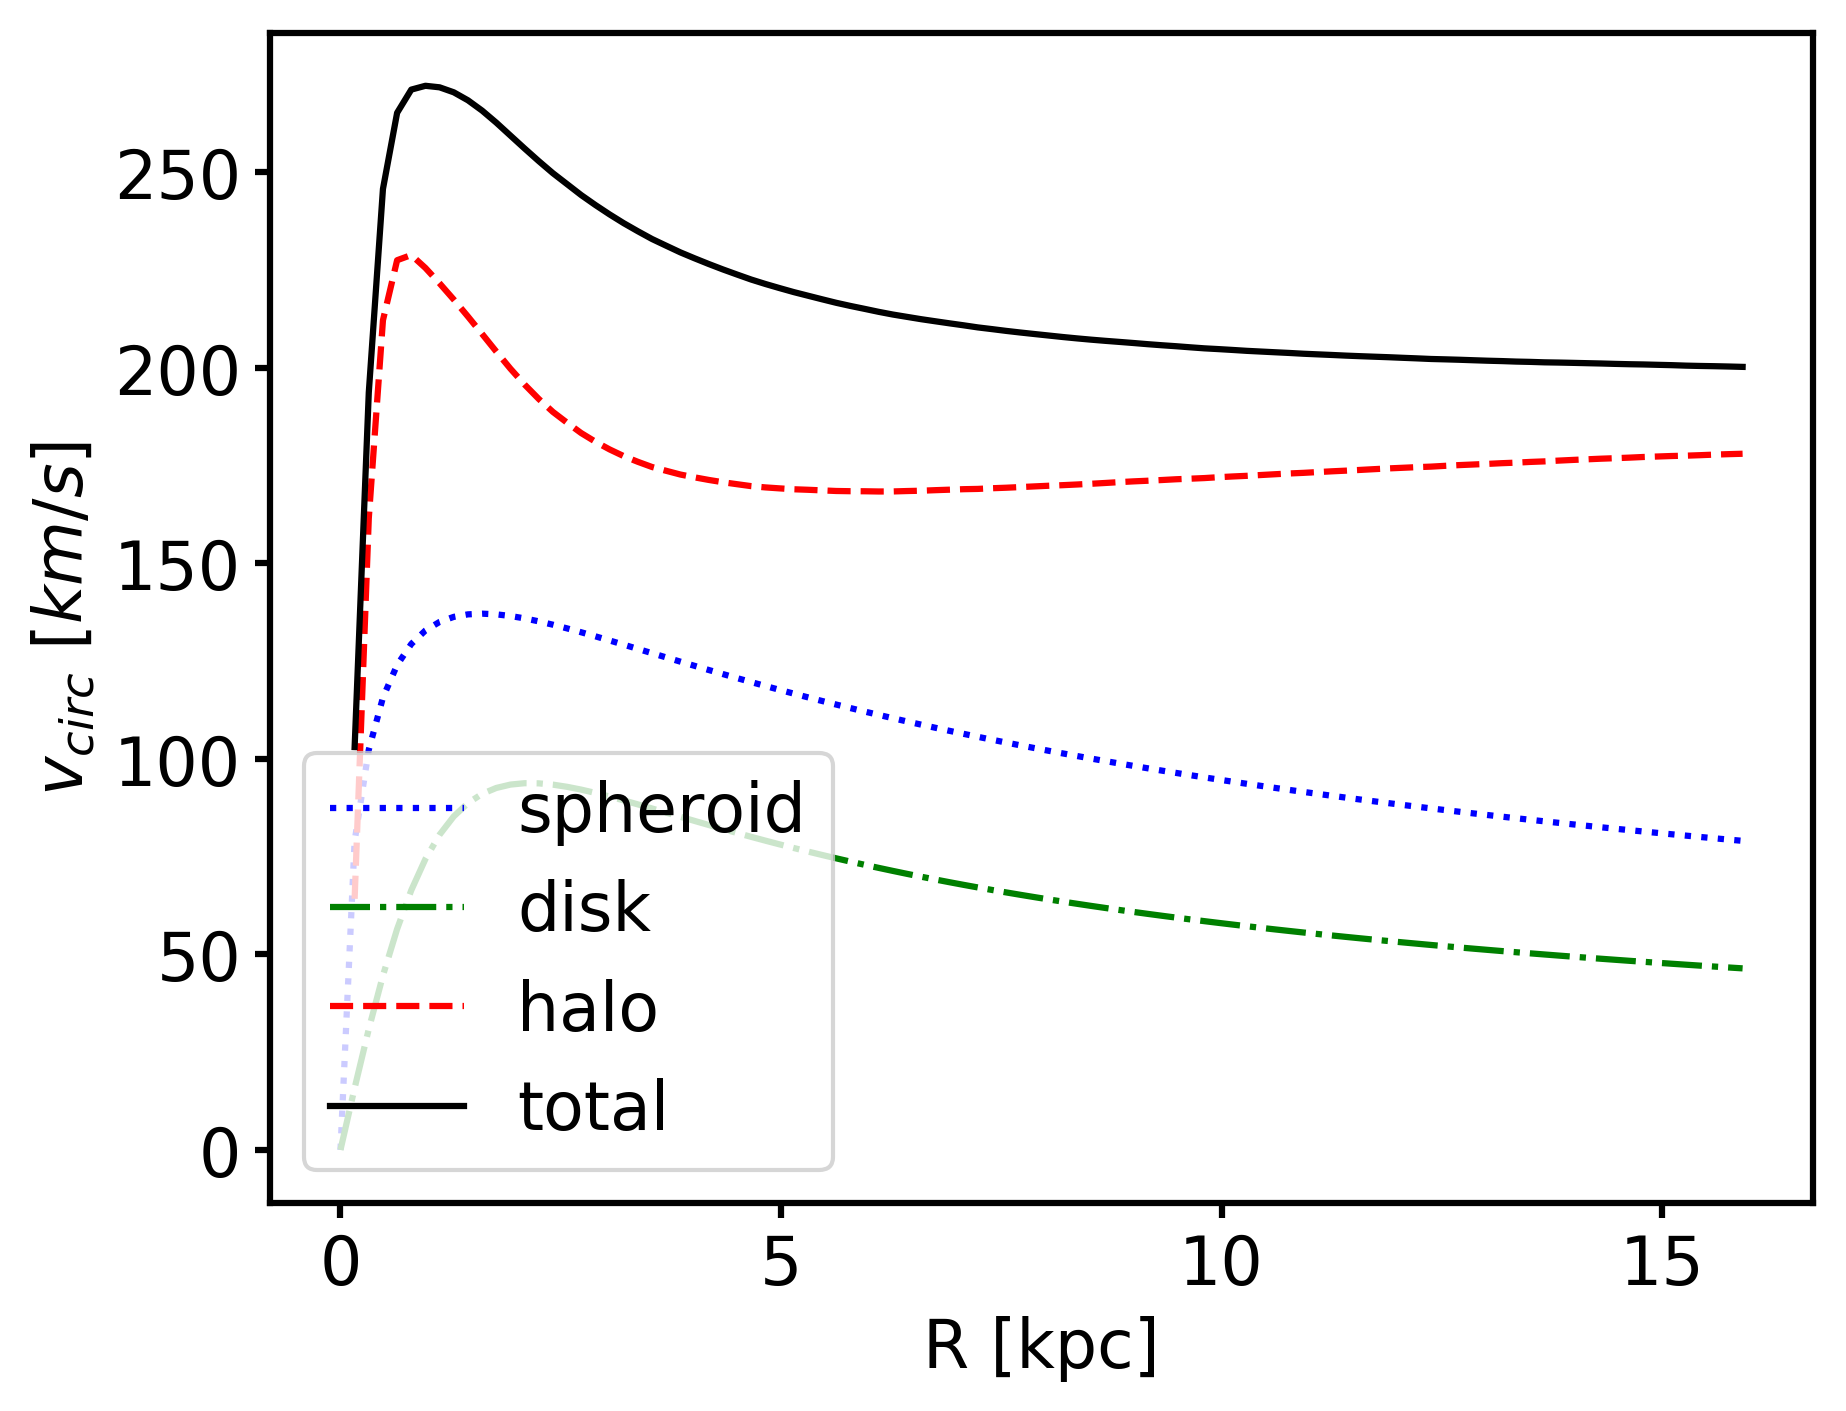 250
200
150
100
50
0
v_circ [km/s]
spheroid
disk
halo
total
0 5 10 15
R [kpc]